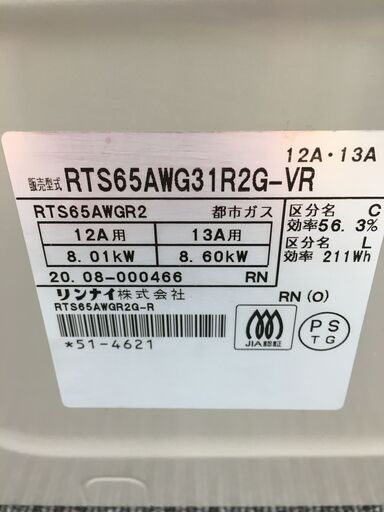 12A・13A
販売型式 RTS65AWG31R2G-VR
RTS65AWGR2 都市ガス
12A用 13A用
8.01kW 8.60kW
区分名 C
効率56.3%
区分名 L
効率 211Wh
20.08-000466 RN
リンナイ株式会社 RN(O)
RTS65AWGR2G-R
*51-4621
JIA認証
PS
TG